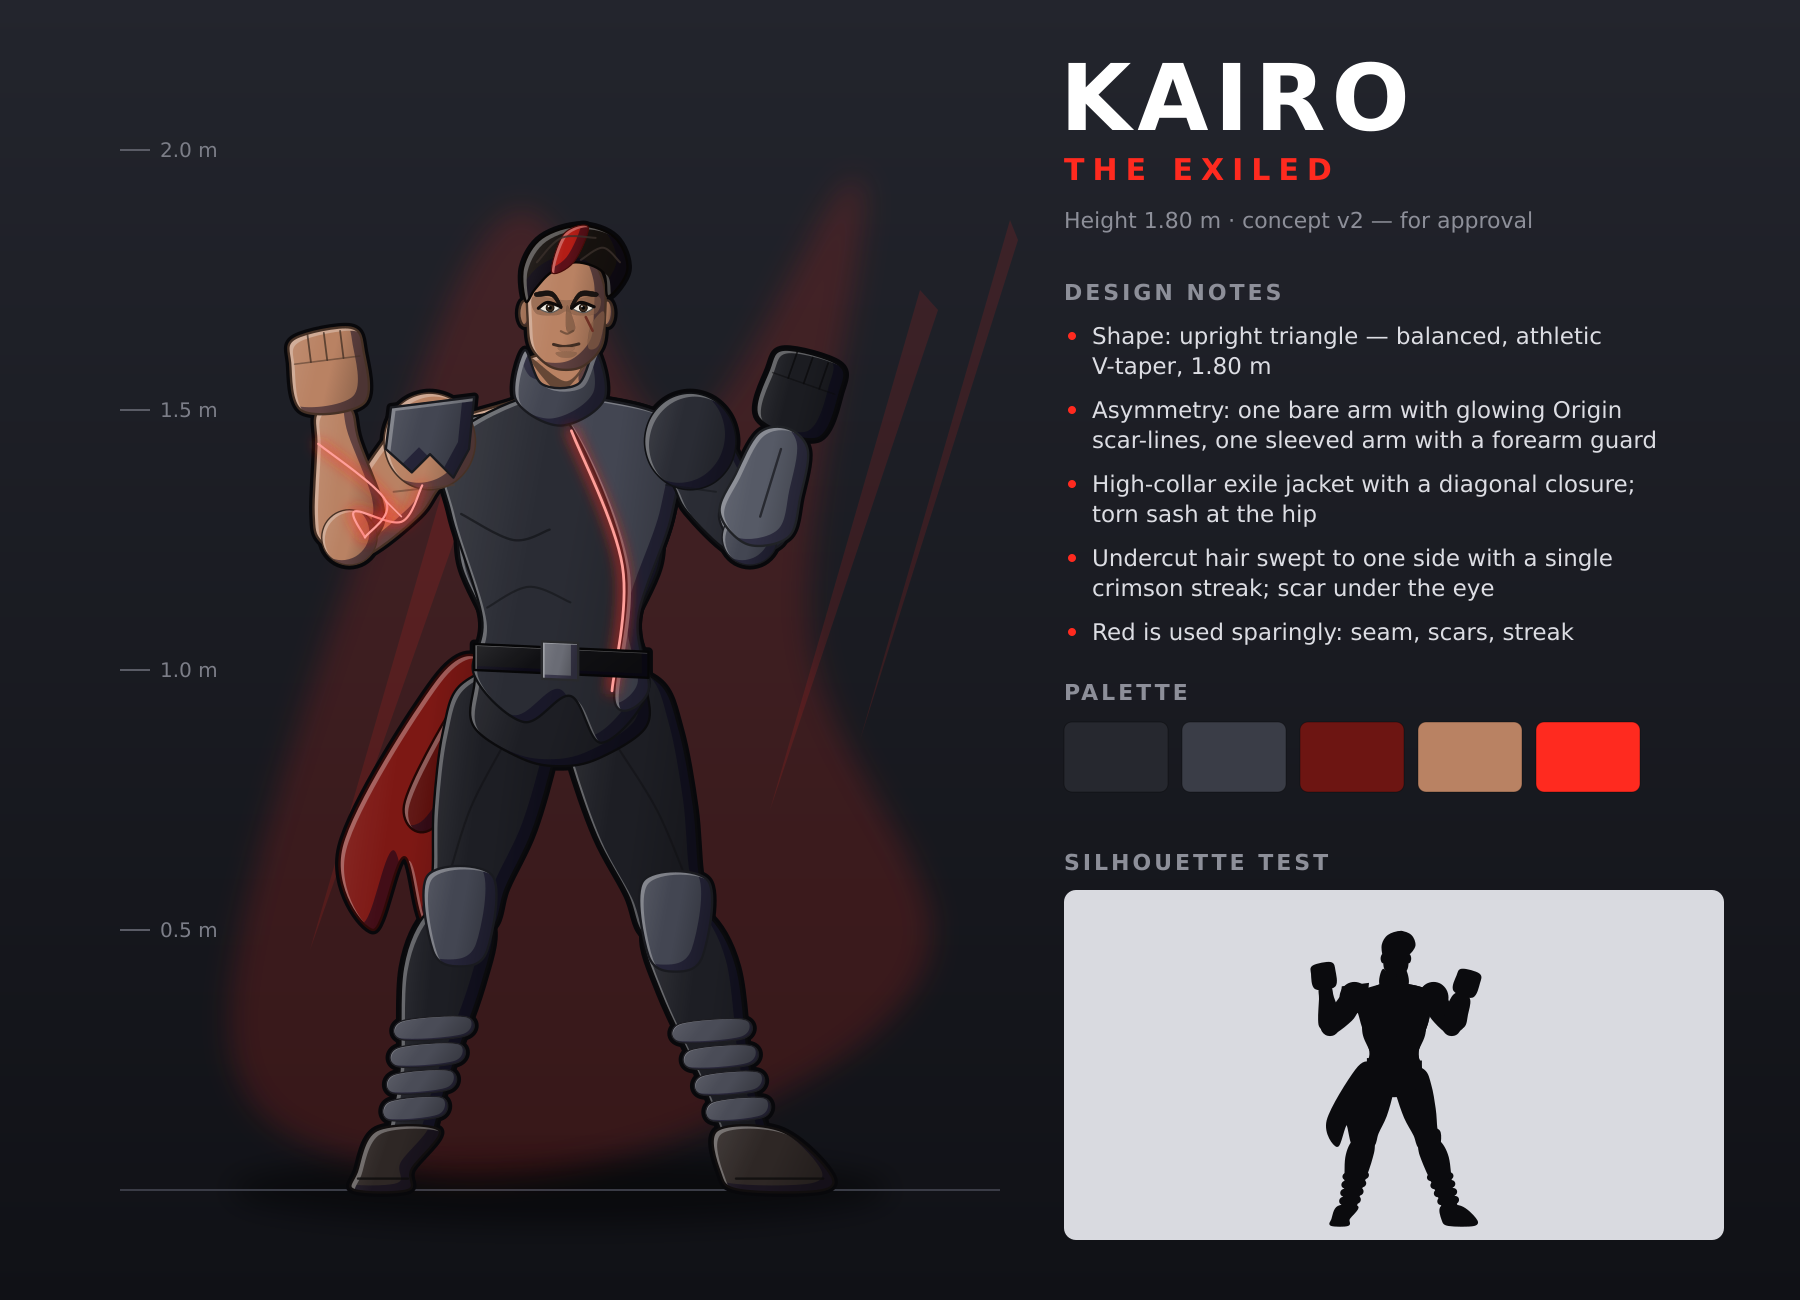 KAIRO
THE EXILED
Height 1.80 m · concept v2 — for approval
DESIGN NOTES
• Shape: upright triangle — balanced, athletic
V-taper, 1.80 m
• Asymmetry: one bare arm with glowing Origin
scar-lines, one sleeved arm with a forearm guard
• High-collar exile jacket with a diagonal closure;
torn sash at the hip
• Undercut hair swept to one side with a single
crimson streak; scar under the eye
• Red is used sparingly: seam, scars, streak
PALETTE
SILHOUETTE TEST
2.0 m
1.5 m
1.0 m
0.5 m